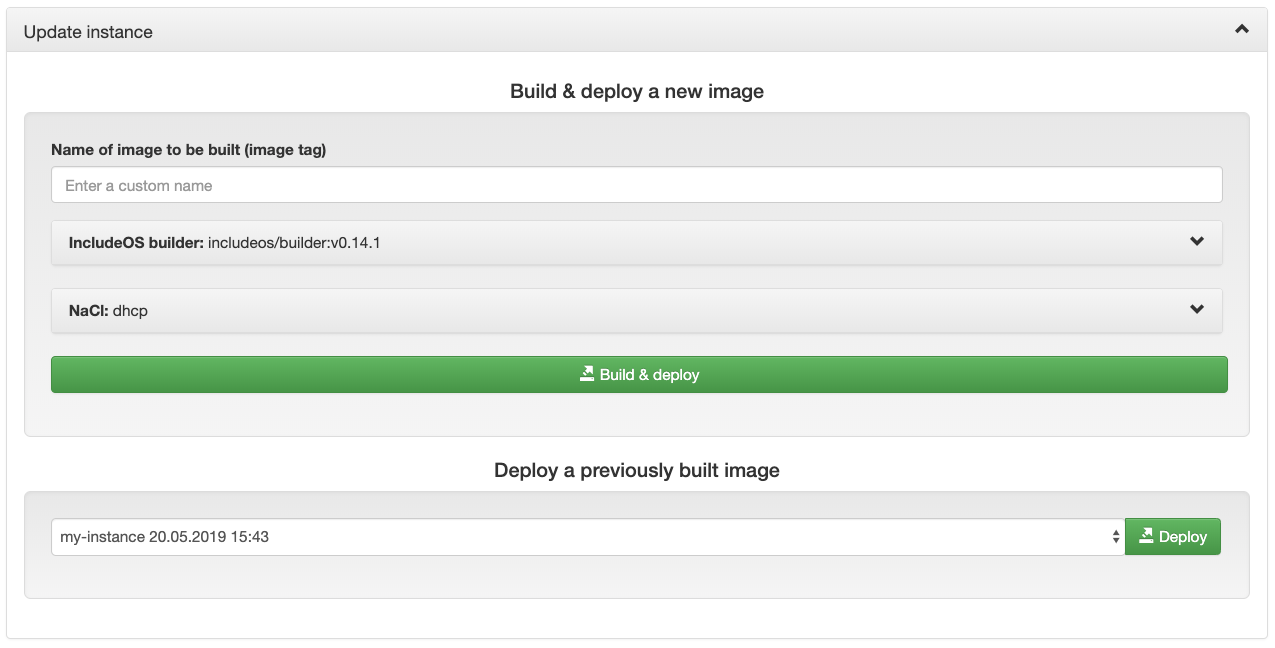 Update instance
Build & deploy a new image
Name of image to be built (image tag)
Enter a custom name
IncludeOS builder: includeos/builder:v0.14.1
NaCl: dhcp
Build & deploy
Deploy a previously built image
my-instance 20.05.2019 15:43
Deploy